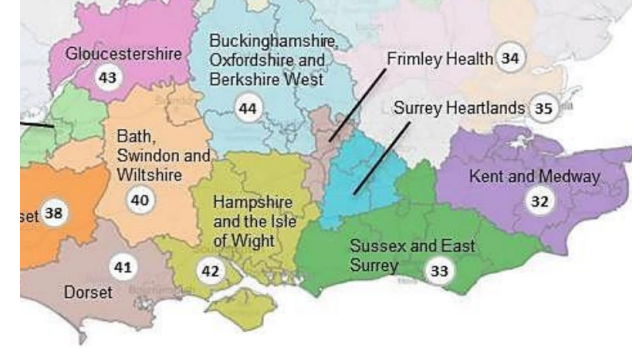 Gloucestershire
43
Buckinghamshire,
Oxfordshire and
Berkshire West
44
Frimley Health 34
Surrey Heartlands 35
Bath,
Swindon and
Wiltshire
40
Kent and Medway
32
set 38
Hampshire
and the Isle
of Wight
42
Sussex and East
Surrey 33
41
Dorset